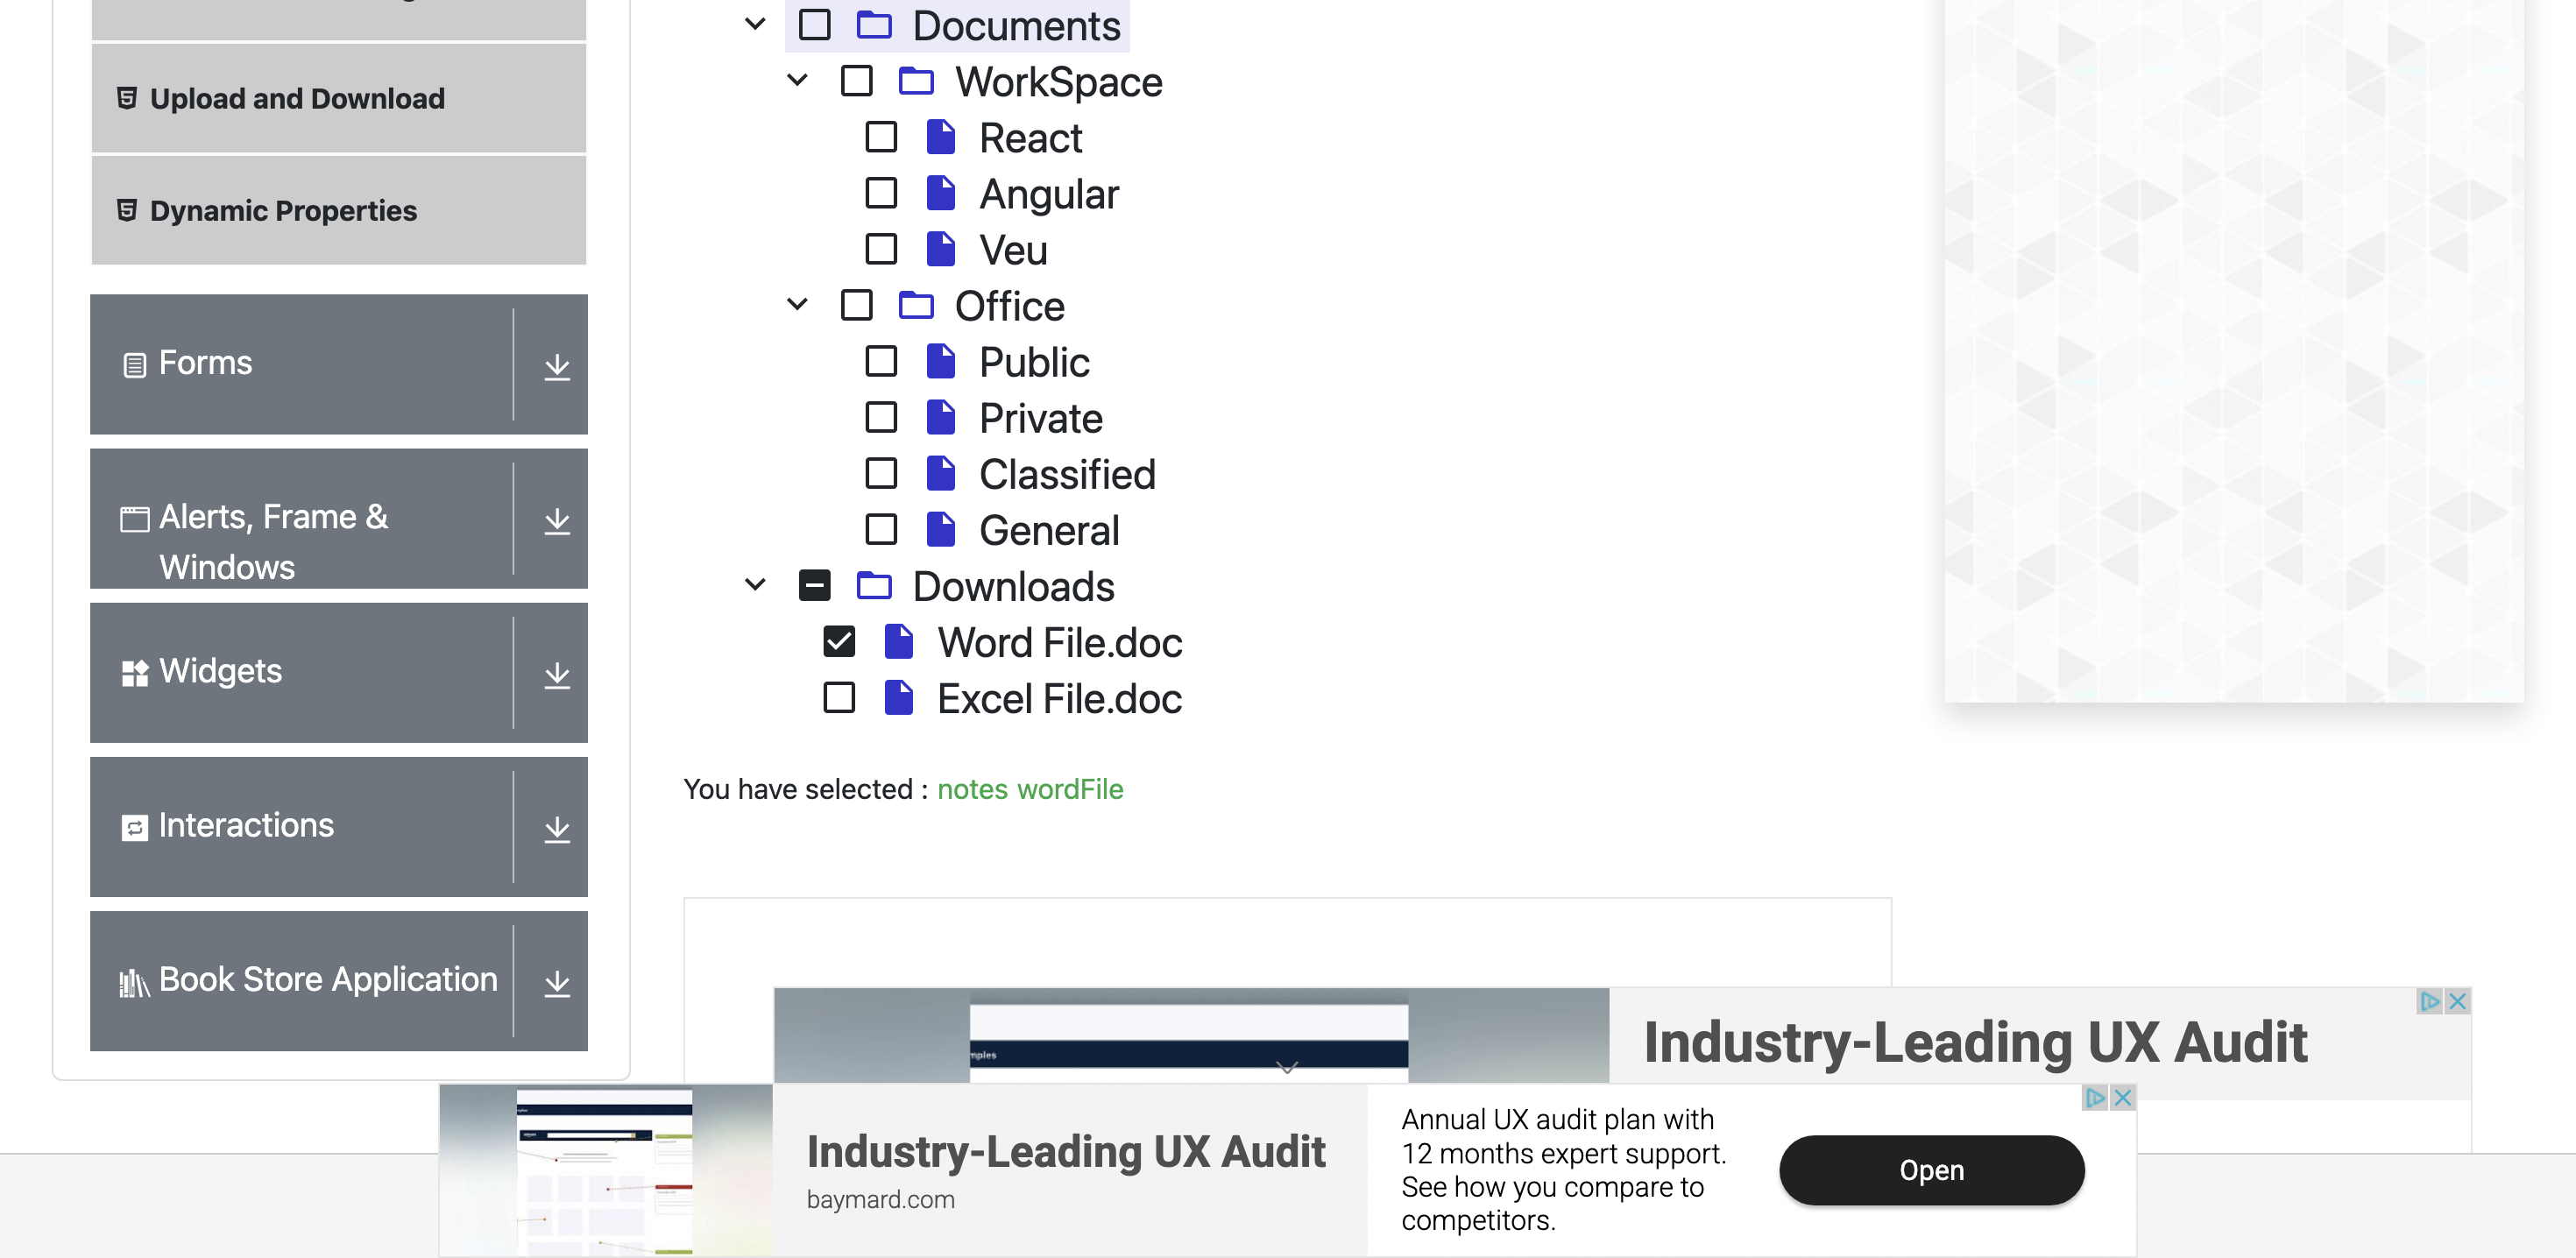 Upload and Download
Dynamic Properties
Forms
Alerts, Frame &
Windows
Widgets
Interactions
Book Store Application
Documents
WorkSpace
React
Angular
Veu
Office
Public
Private
Classified
General
Downloads
Word File.doc
Excel File.doc
You have selected : notes wordFile
mples
Industry-Leading UX Audit
Industry-Leading UX Audit
baymard.com
Annual UX audit plan with
12 months expert support.
See how you compare to
competitors.
Open